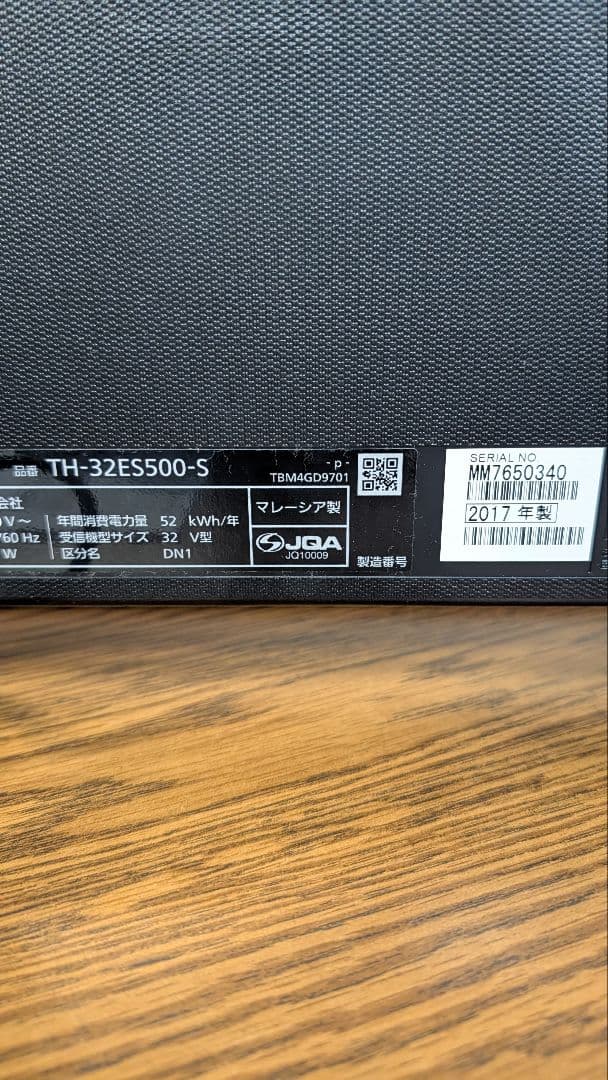 品番 TH-32ES500-S
- p -
TBM4GD9701
会社
V～
/60 Hz
W
年間消費電力量 52 kWh/年
受信機型サイズ 32 V型
区分名 DN1
マレーシア製
JQA
JQ10009
製造番号
SERIAL NO
MM7650340
2017 年製